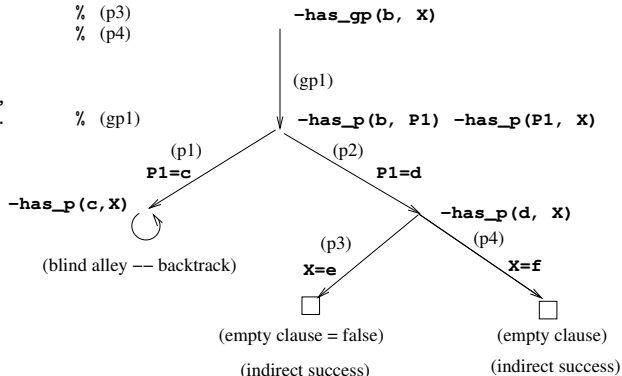 % (p3)
-has_gp(b, X)
% (p4)
(gp1)
,
.
% (gp1)
-has_p(b, P1) -has_p(P1, X)
(p1)
(p2)
P1=c
P1=d
-has_p(c,X)
-has_p(d, X)
(p3)
(p4)
(blind alley −− backtrack)
X=e
X=f
(empty clause = false)
(empty clause)
(indirect success)
(indirect success)